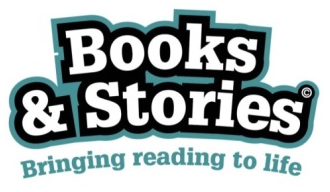 Books
& Stories©
Bringing reading to life